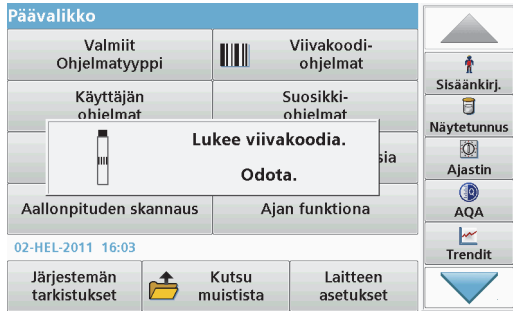 Päävalikko
Valmiit
Ohjelmatyyppi
Viivakoodi-
ohjelmat
Käyttäjän
ohjelmat
Suosikki-
ohjelmat
Lukee viivakoodia.
Odota.
sia
Aallonpituden skannaus
Ajan funktiona
02-HEL-2011 16:03
Järjestemän
tarkistukset
Kutsu
muistista
Laitteen
asetukset
Sisäänkirj.
Näytetunnus
Ajastin
AQA
Trendit